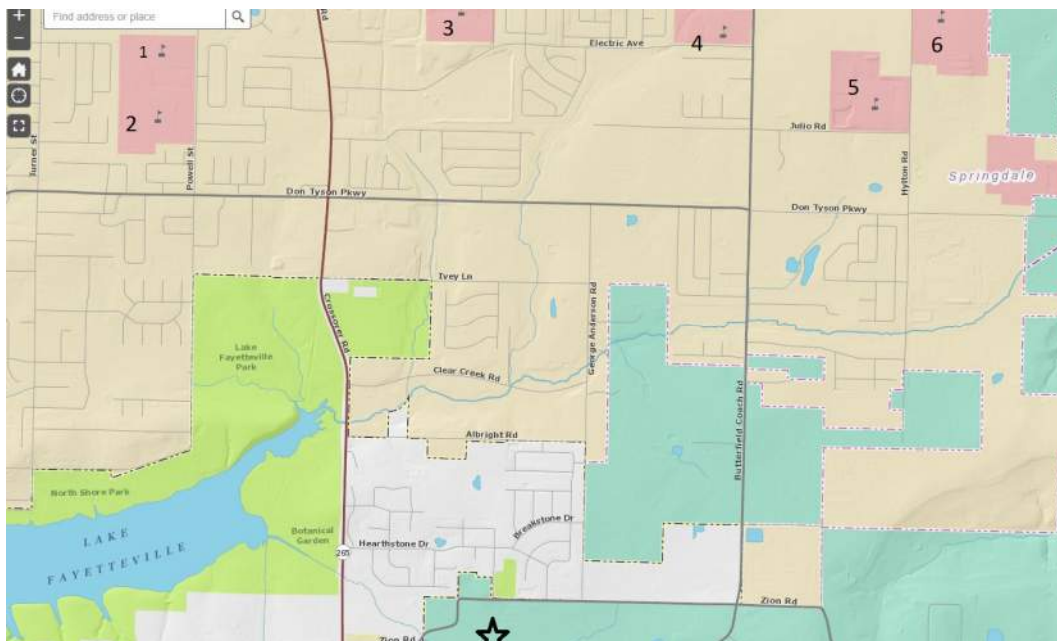 +
Find address or place
−
Rd
3
4
6
1
Electric Ave
2
5
Julio Rd
Turner St
Powell St
Hylton Rd
Springdale
Don Tyson Pkwy
Don Tyson Pkwy
Ivey Ln
Crossover Rd
George Anderson Rd
Lake
Fayetteville
Park
Clear Creek Rd
Butterfield Coach Rd
Albright Rd
North Shore Park
Botanical
Garden
Breakstone Dr
LAKE
FAYETTEVILLE
Hearthstone Dr
265
Zion Rd
Zion Rd